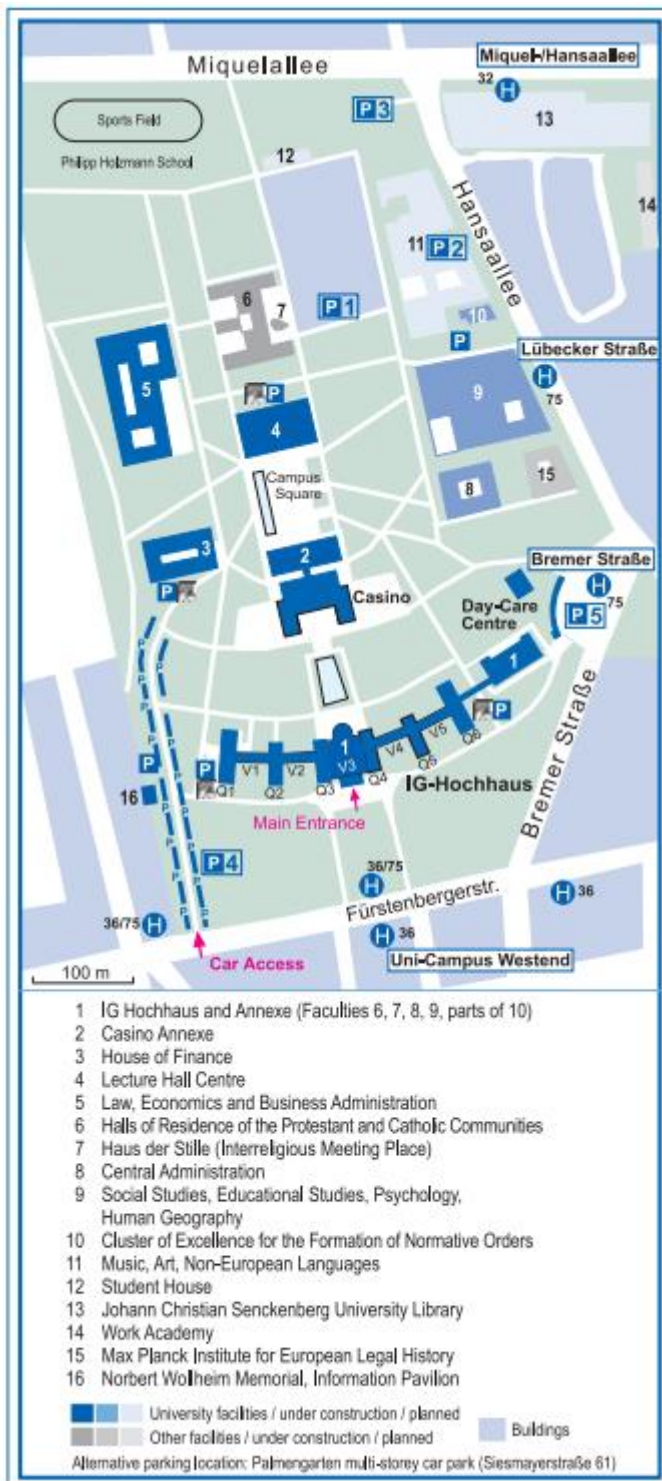 Miquelallee
Miquel-/Hansaallee
32
H
13
Sports Field
P3
Philipp Holzmann School
12
Hansaallee
14
11
P2
6
7
P1
10
P
Lübecker Straße
5
9
H
75
P
4
Campus
Square
8
15
3
2
Bremer Straße
P
Casino
Day-Care
Centre
H
75
P5
1
P
P
1
V1
V2
V3
V4
V5
Q1
Q2
Q3
Q4
Q5
Q6
P
16
IG-Hochhaus
Bremer Straße
Main Entrance
P4
36/75
H
Fürstenbergerstr.
H
36
36/75
H
H
36
Car Access
Uni-Campus Westend
100 m
1 IG Hochhaus and Annexe (Faculties 6, 7, 8, 9, parts of 10)
2 Casino Annexe
3 House of Finance
4 Lecture Hall Centre
5 Law, Economics and Business Administration
6 Halls of Residence of the Protestant and Catholic Communities
7 Haus der Stille (Interreligious Meeting Place)
8 Central Administration
9 Social Studies, Educational Studies, Psychology,
Human Geography
10 Cluster of Excellence for the Formation of Normative Orders
11 Music, Art, Non-European Languages
12 Student House
13 Johann Christian Senckenberg University Library
14 Work Academy
15 Max Planck Institute for European Legal History
16 Norbert Wollheim Memorial, Information Pavilion
University facilities / under construction / planned
Buildings
Other facilities / under construction / planned
Alternative parking location: Palmengarten multi-storey car park (Siesmayerstraße 61)